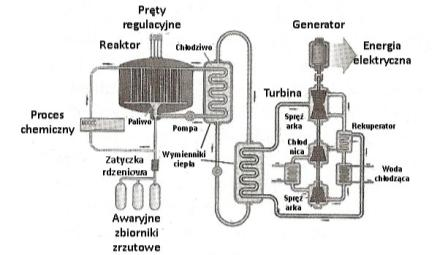 Pręty
regulacyjne
Generator
Reaktor
Chłodziwo
Energia
elektryczna
Turbina
Proces
chemiczny
Paliwo
Pompa
Spręż
arka
Rekuperator
Wymienniki
ciepła
Chłod
nica
Zatyczka
rdzeniowa
Woda
chłodząca
Spręż
arka
Awaryjne
zbiorniki
zrzutowe